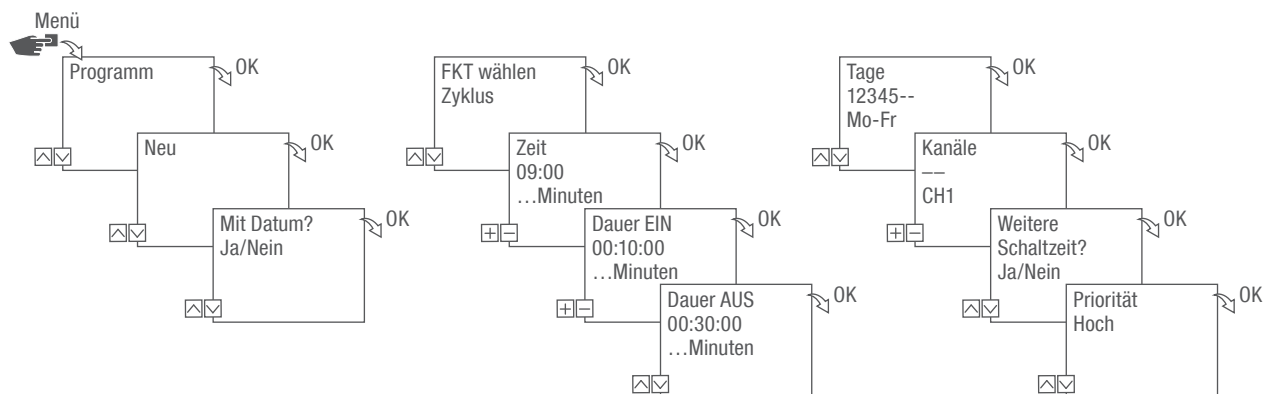 Menü
Programm
OK
Neu
OK
Mit Datum?
Ja/Nein
OK
FKT wählen
Zyklus
OK
Zeit
09:00
…Minuten
OK
Dauer EIN
00:10:00
…Minuten
OK
Dauer AUS
00:30:00
…Minuten
OK
Tage
12345--
Mo-Fr
OK
Kanäle
——
CH1
OK
Weitere
Schaltzeit?
Ja/Nein
OK
Priorität
Hoch
OK